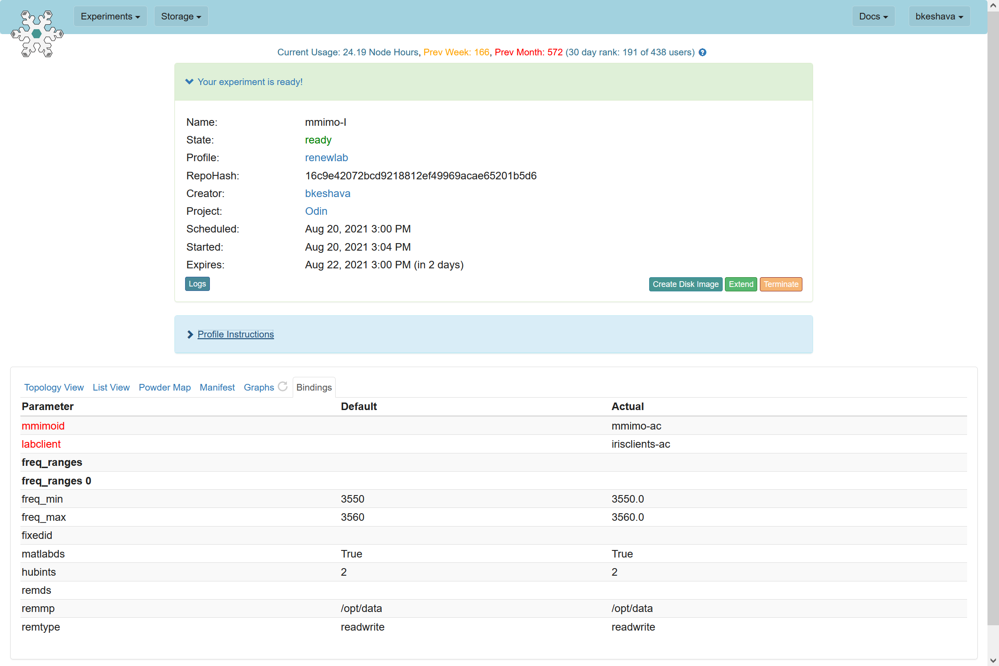 Experiments Storage Docs bkeshava
Current Usage: 24.19 Node Hours, Prev Week: 166, Prev Month: 572 (30 day rank: 191 of 438 users)
Your experiment is ready!
Name: mmimo-I
State: ready
Profile: renewlab
RepoHash: 16c9e42072bcd9218812ef49969acae65201b5d6
Creator: bkeshava
Project: Odin
Scheduled: Aug 20, 2021 3:00 PM
Started: Aug 20, 2021 3:04 PM
Expires: Aug 22, 2021 3:00 PM (in 2 days)
Logs Create Disk Image Extend Terminate
Profile Instructions
Topology View List View Powder Map Manifest Graphs Bindings
Parameter Default Actual
mmimoid mmimo-ac
labclient irisclients-ac
freq_ranges
freq_ranges 0
freq_min 3550 3550.0
freq_max 3560 3560.0
fixedid
matlabds True True
hubints 2 2
remds
remmp /opt/data /opt/data
remtype readwrite readwrite